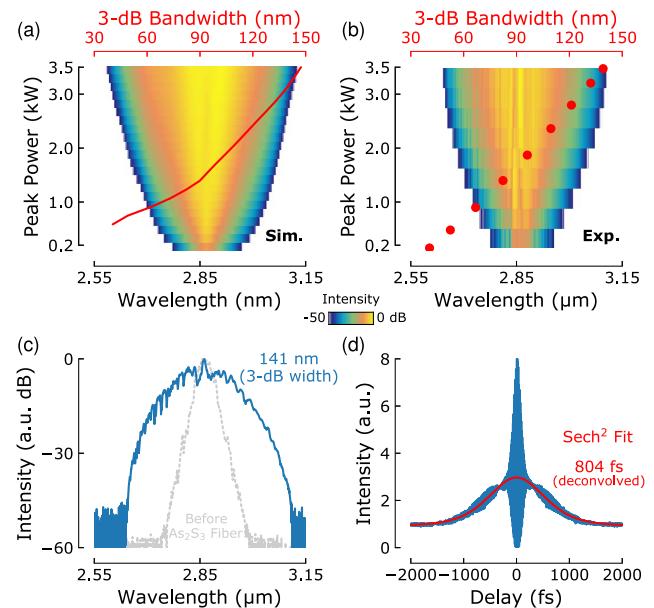 (a) 3-dB Bandwidth (nm)
30 60 90 120 150
Peak Power (kW)
3.5
3.0
2.0
1.0
0.2
Sim.
2.55 2.85 3.15
Wavelength (nm)
(b) 3-dB Bandwidth (nm)
30 60 90 120 150
Peak Power (kW)
3.5
3.0
2.0
1.0
0.2
Exp.
2.55 2.85 3.15
Wavelength (µm)
Intensity
-50 0 dB
(c)
Intensity (a.u. dB)
0
−30
−60
141 nm
(3-dB width)
Before
As2S3 Fiber
2.55 2.85 3.15
Wavelength (µm)
(d)
Intensity (a.u.)
8
6
4
2
0
Sech² Fit
804 fs
(deconvolved)
−2000 −1000 0 1000 2000
Delay (fs)